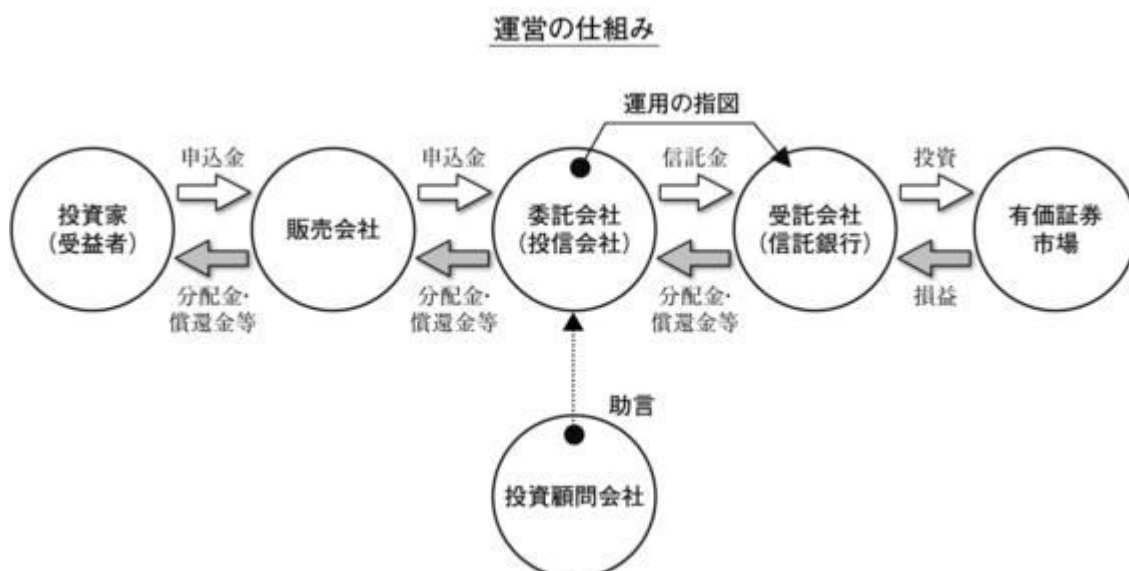 運営の仕組み
運用の指図
申込金
申込金
信託金
投資
投資家
(受益者)
販売会社
委託会社
(投信会社)
受託会社
(信託銀行)
有価証券
市場
分配金・
償還金等
分配金・
償還金等
分配金・
償還金等
損益
助言
投資顧問会社